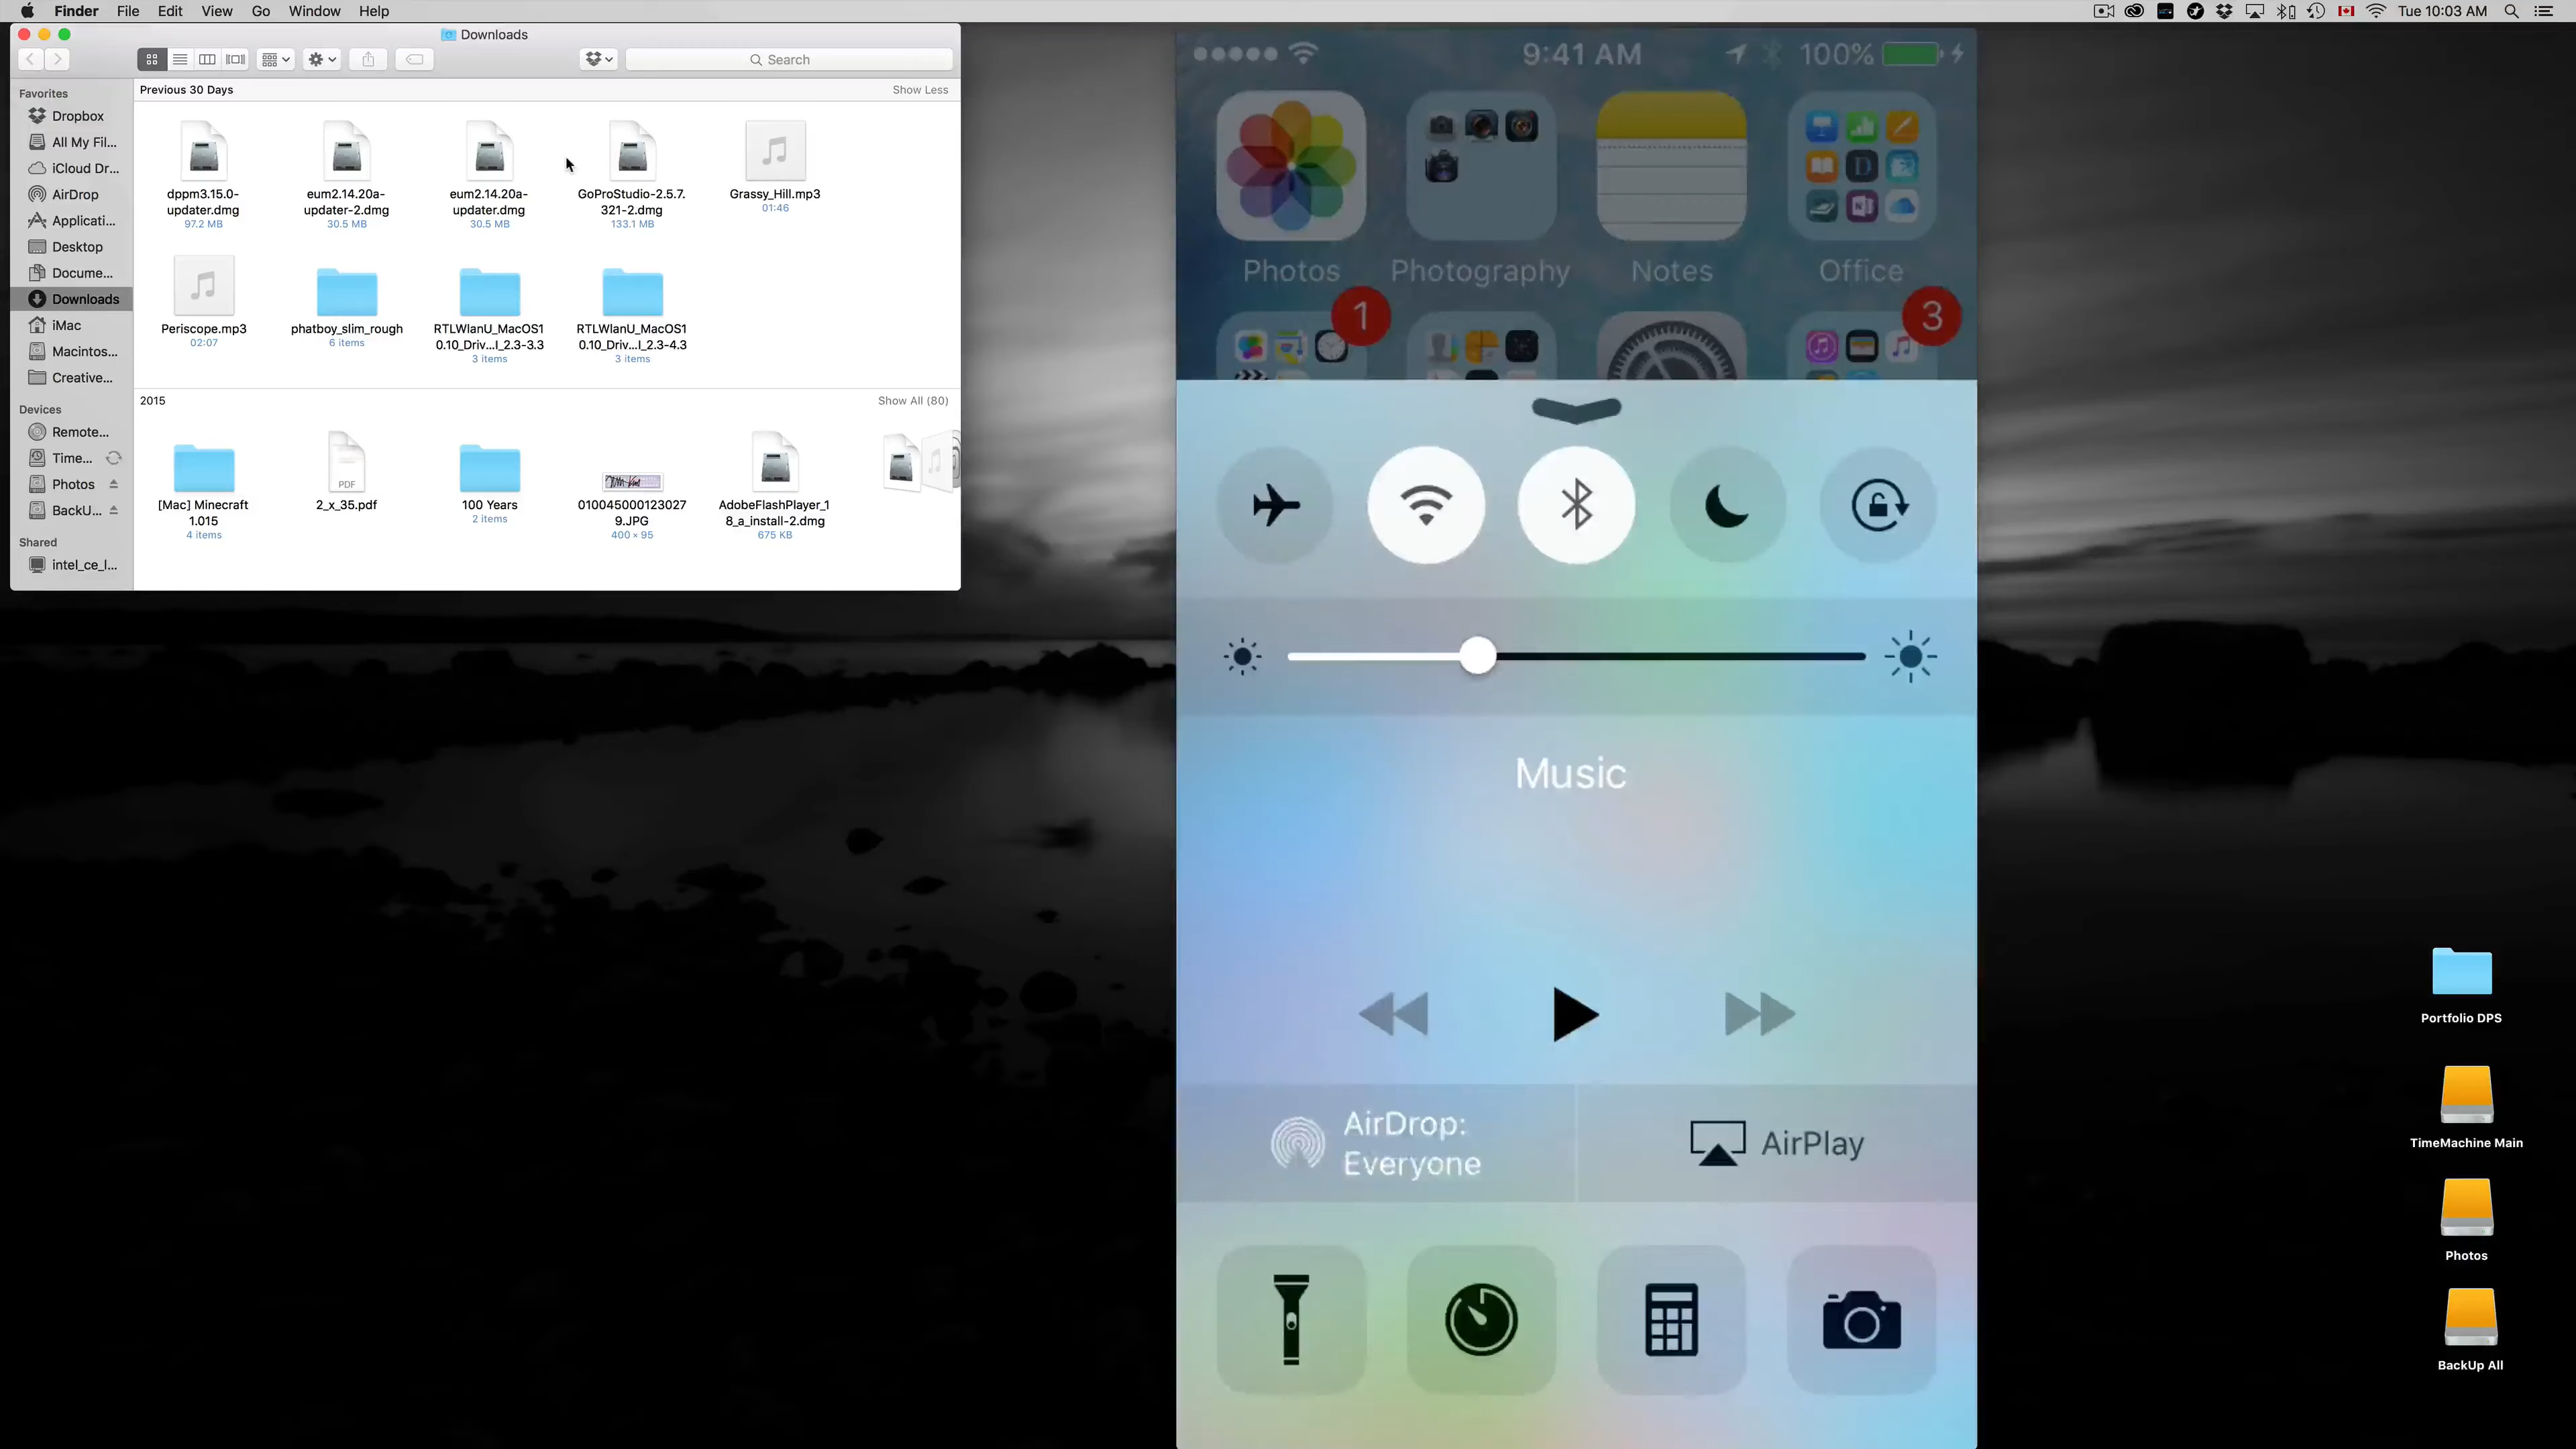 Finder File Edit View Go Window Help
Tue 10:03 AM
Downloads
Search
Favorites
Dropbox
All My Fil...
iCloud Dr...
AirDrop
Applicati...
Desktop
Docume...
Downloads
iMac
Macintos...
Creative...
Devices
Remote...
Time...
Photos
BackU...
Shared
intel_ce_l...
Previous 30 Days Show Less
dppm3.15.0-
updater.dmg
97.2 MB
eum2.14.20a-
updater-2.dmg
30.5 MB
eum2.14.20a-
updater.dmg
30.5 MB
GoProStudio-2.5.7.
321-2.dmg
133.1 MB
Grassy_Hill.mp3
01:46
Periscope.mp3
02:07
phatboy_slim_rough
6 items
RTLWlanU_MacOS1
0.10_Driv...l_2.3-3.3
3 items
RTLWlanU_MacOS1
0.10_Driv...l_2.3-4.3
3 items
2015 Show All (80)
[Mac] Minecraft
1.015
4 items
PDF
2_x_35.pdf
100 Years
2 items
010045000123027
9.JPG
400 × 95
AdobeFlashPlayer_1
8_a_install-2.dmg
675 KB
9:41 AM
100%
Photos
Photography
Notes
Office
1
3
Music
AirDrop:
Everyone
AirPlay
Portfolio DPS
TimeMachine Main
Photos
BackUp All